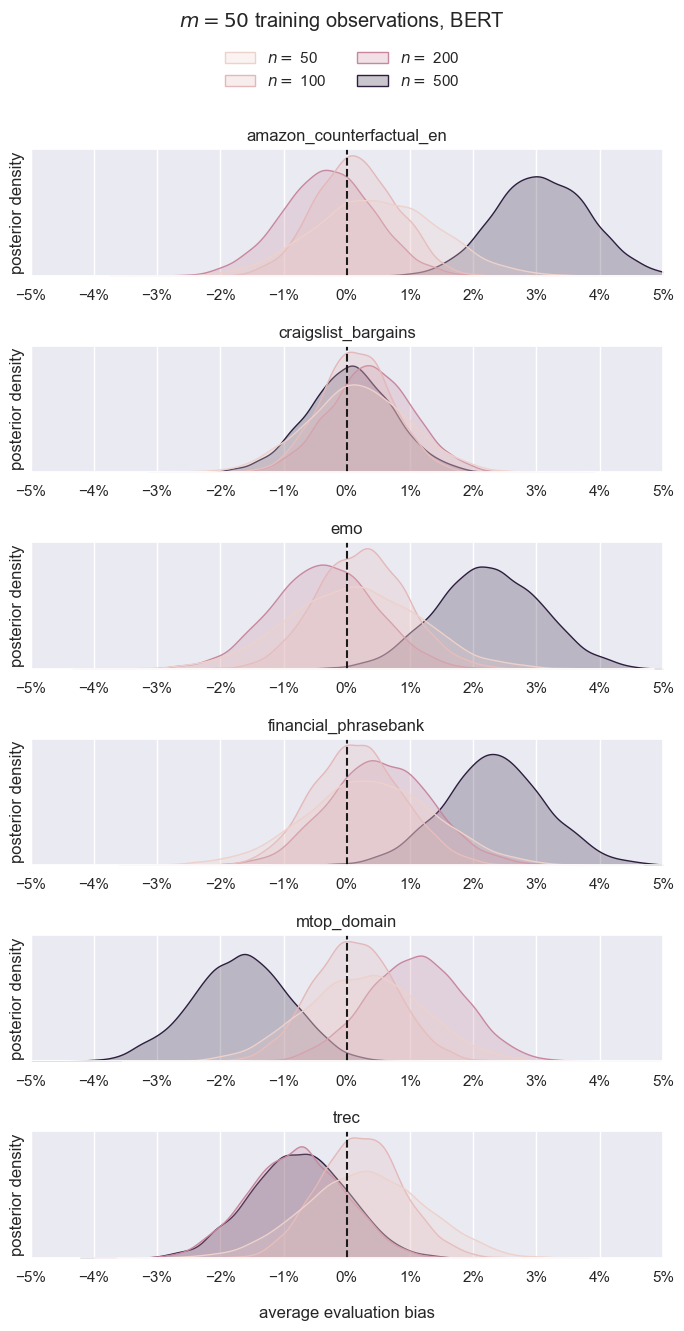 m = 50 training observations, BERT
n = 50
n = 200
n = 100
n = 500
amazon_counterfactual_en
posterior density
−5% −4% −3% −2% −1% 0% 1% 2% 3% 4% 5%
craigslist_bargains
posterior density
−5% −4% −3% −2% −1% 0% 1% 2% 3% 4% 5%
emo
posterior density
−5% −4% −3% −2% −1% 0% 1% 2% 3% 4% 5%
financial_phrasebank
posterior density
−5% −4% −3% −2% −1% 0% 1% 2% 3% 4% 5%
mtop_domain
posterior density
−5% −4% −3% −2% −1% 0% 1% 2% 3% 4% 5%
trec
posterior density
−5% −4% −3% −2% −1% 0% 1% 2% 3% 4% 5%
average evaluation bias